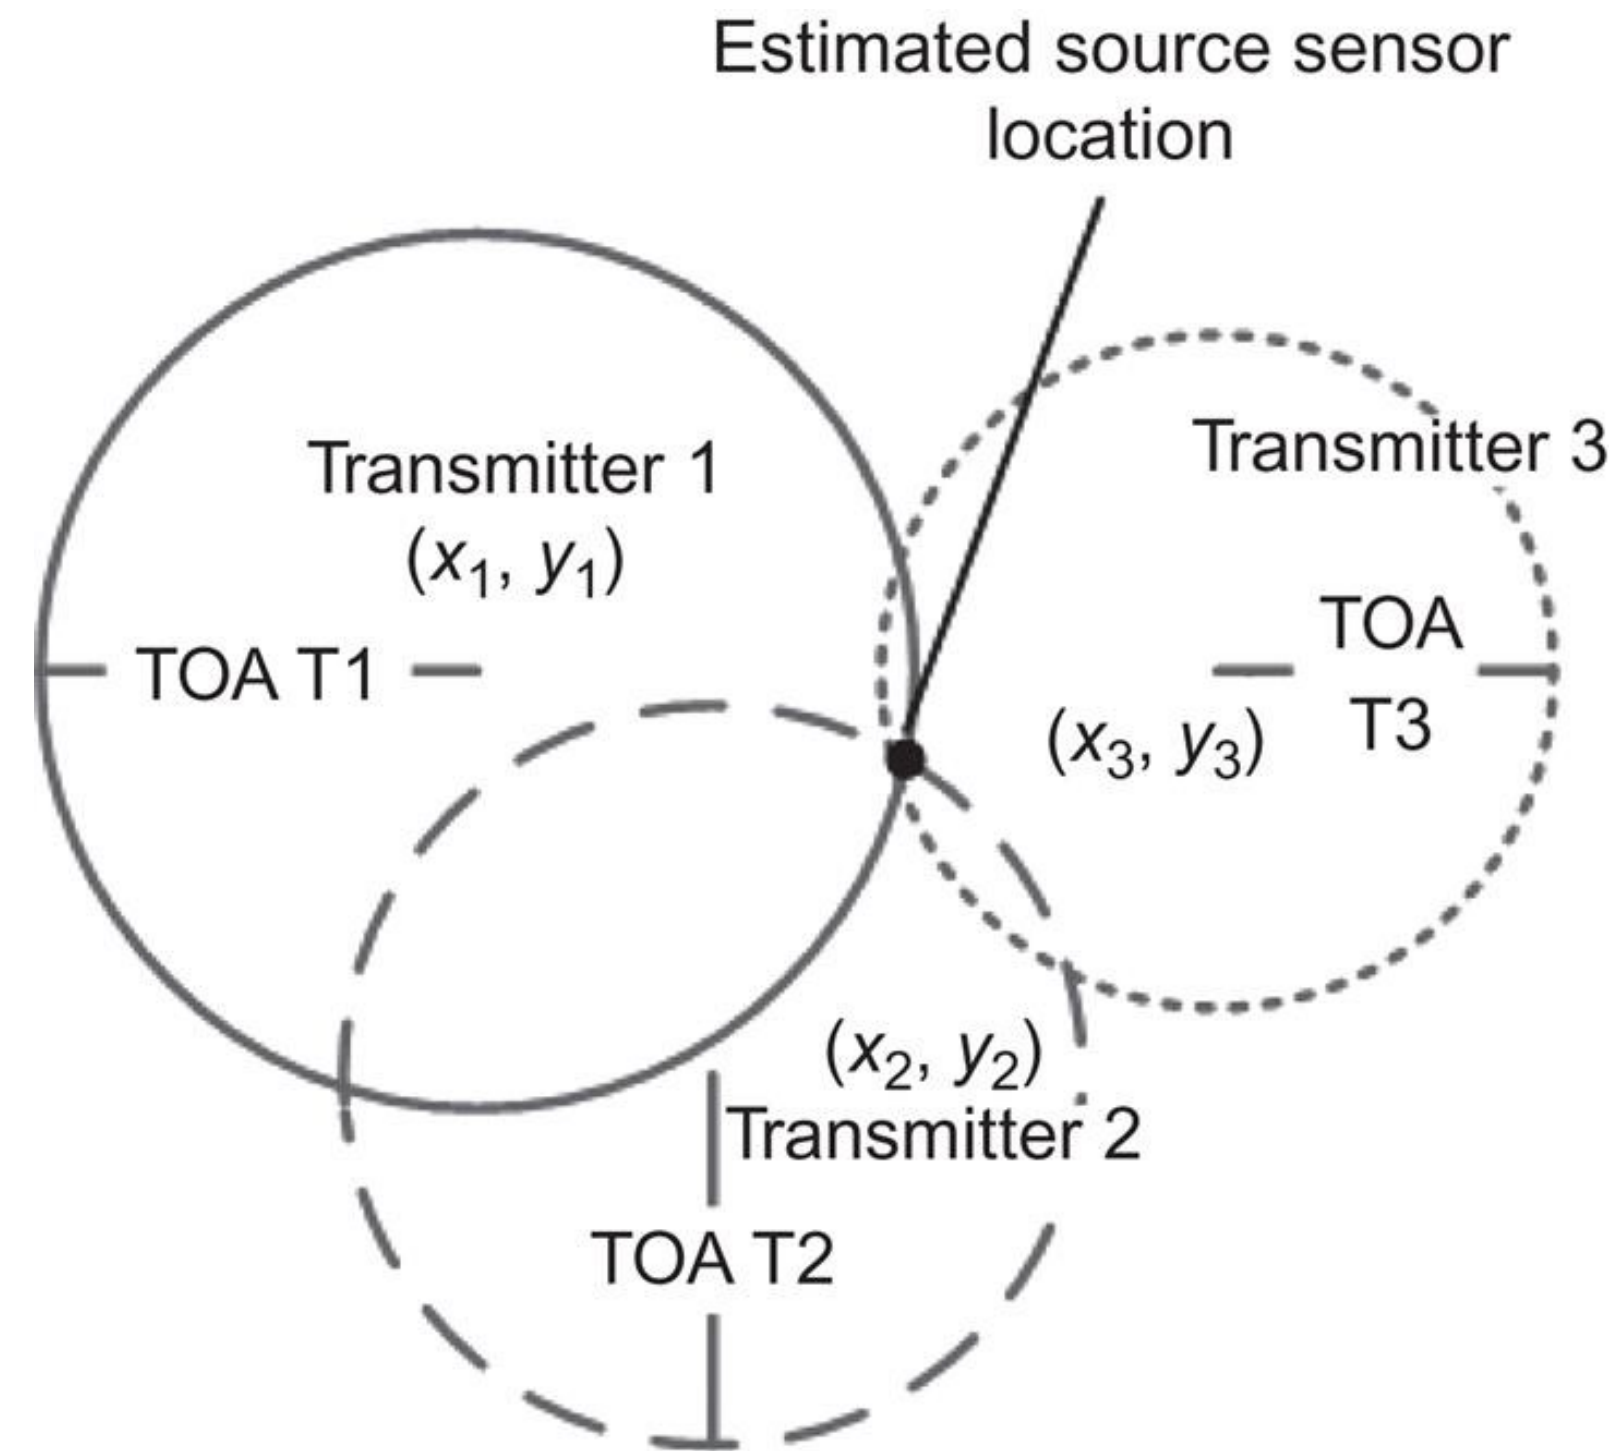 Estimated source sensor
location
Transmitter 1
(x₁, y₁)
TOA T1
Transmitter 3
TOA
T3
(x₃, y₃)
(x₂, y₂)
Transmitter 2
TOA T2